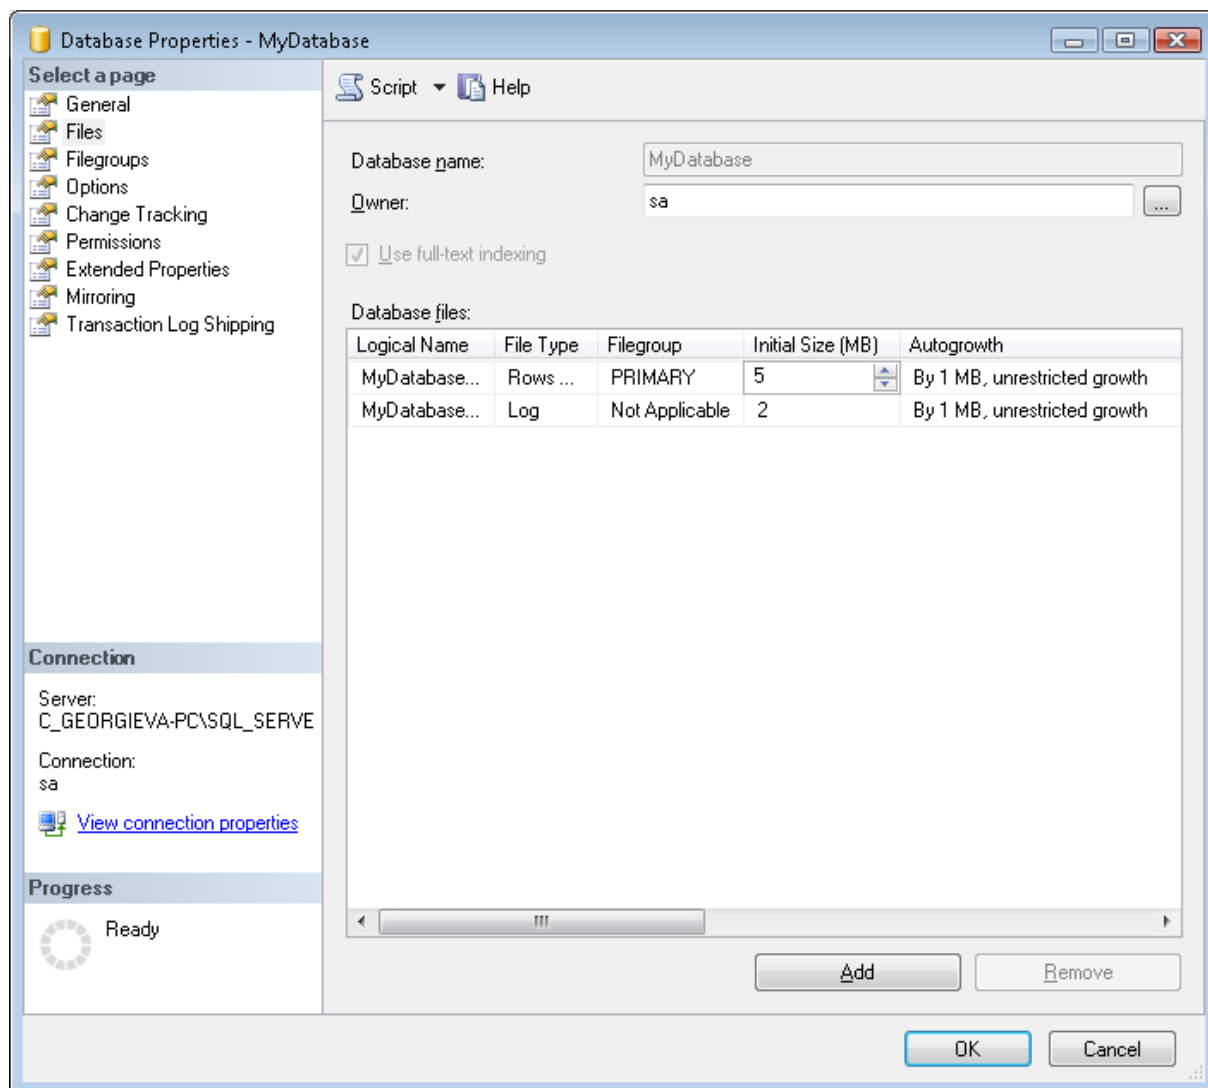 Database Properties - MyDatabase
Select a page
General
Files
Filegroups
Options
Change Tracking
Permissions
Extended Properties
Mirroring
Transaction Log Shipping
Connection
Server:
C_GEORGIEVA-PC\SQL_SERVE
Connection:
sa
View connection properties
Progress
Ready
Script Help
Database name: MyDatabase
Owner: sa ...
Use full-text indexing
Database files:
Logical Name File Type Filegroup Initial Size (MB) Autogrowth
MyDatabase... Rows ... PRIMARY 5 By 1 MB, unrestricted growth
MyDatabase... Log Not Applicable 2 By 1 MB, unrestricted growth
Add Remove
OK Cancel